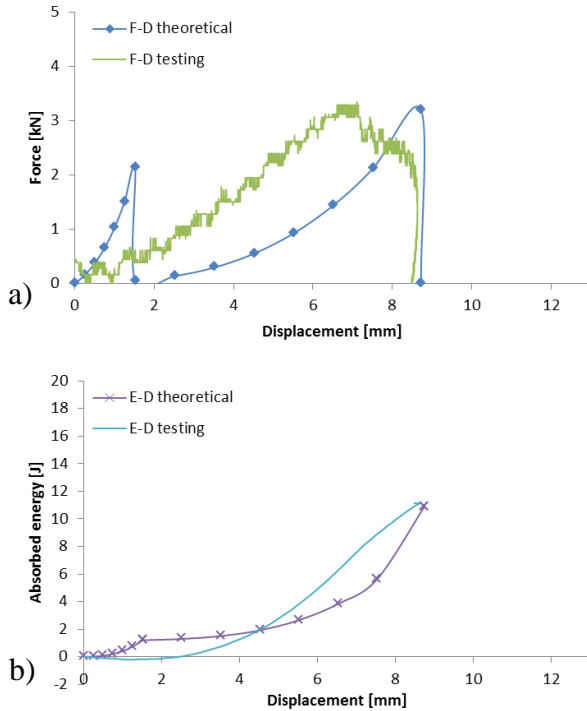 5
F-D theoretical
F-D testing
4
3
Force [kN]
2
1
0
0 2 4 6 8 10 12
a)
Displacement [mm]
20
E-D theoretical
18
E-D testing
16
14
12
10
Absorbed energy [J]
8
6
4
2
0
-2
0 2 4 6 8 10 12
b)
Displacement [mm]